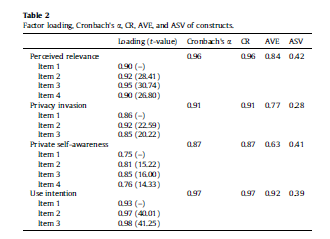 Table 2
Factor loading, Cronbach's α, CR, AVE, and ASV of constructs.
Loading (t-value) Cronbach's α CR AVE ASV
Perceived relevance 0.96 0.96 0.84 0.42
Item 1 0.90 (–)
Item 2 0.92 (28.41)
Item 3 0.95 (30.74)
Item 4 0.90 (26.80)
Privacy invasion 0.91 0.91 0.77 0.28
Item 1 0.86 (–)
Item 2 0.92 (22.59)
Item 3 0.85 (20.22)
Private self-awareness 0.87 0.87 0.63 0.41
Item 1 0.75 (–)
Item 2 0.81 (15.22)
Item 3 0.85 (16.00)
Item 4 0.76 (14.33)
Use intention 0.97 0.97 0.92 0.39
Item 1 0.93 (–)
Item 2 0.97 (40.01)
Item 3 0.98 (41.25)